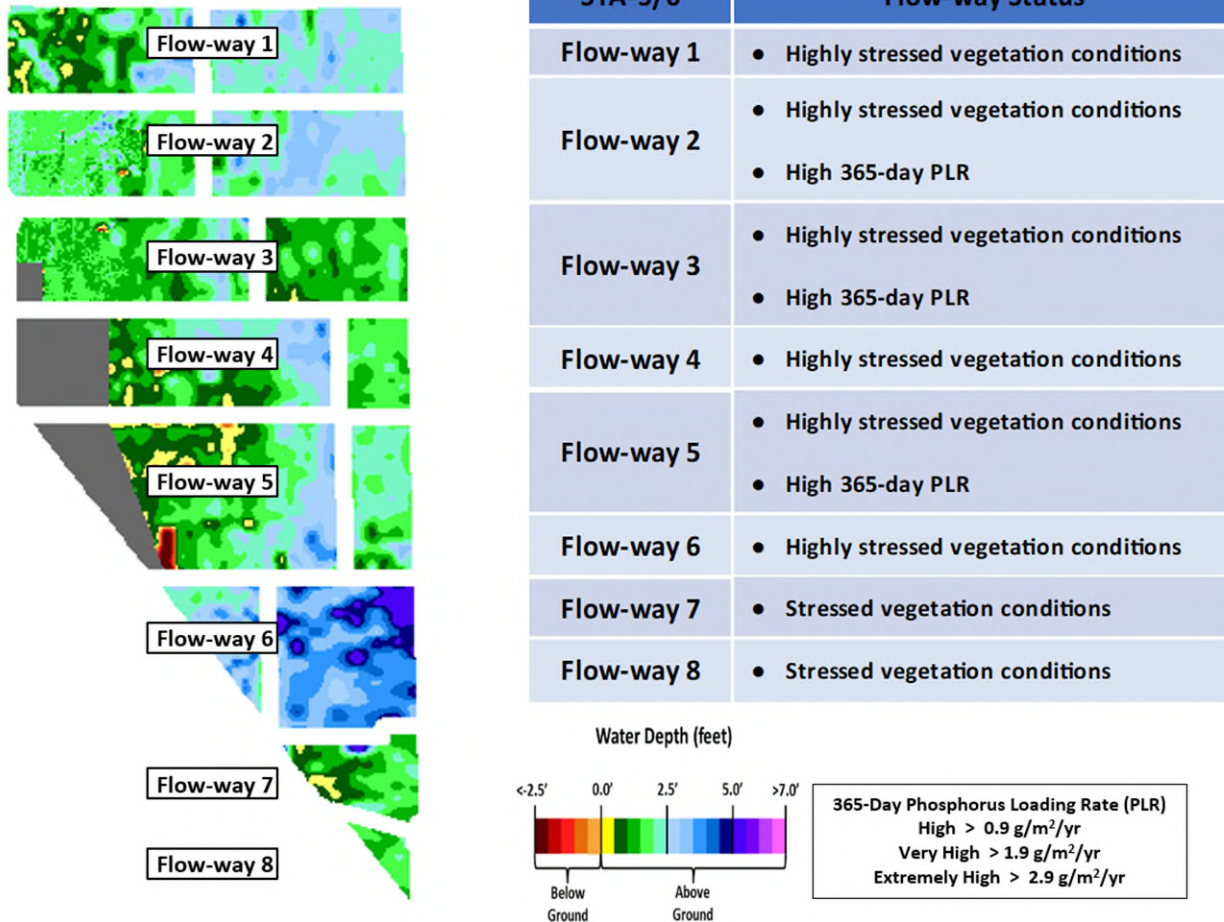 STA-5/6 Flow-way Status
Flow-way 1
Flow-way 2
Flow-way 3
Flow-way 4
Flow-way 5
Flow-way 6
Flow-way 7
Flow-way 8
Flow-way 1 ● Highly stressed vegetation conditions
Flow-way 2 ● Highly stressed vegetation conditions
● High 365-day PLR
Flow-way 3 ● Highly stressed vegetation conditions
● High 365-day PLR
Flow-way 4 ● Highly stressed vegetation conditions
Flow-way 5 ● Highly stressed vegetation conditions
● High 365-day PLR
Flow-way 6 ● Highly stressed vegetation conditions
Flow-way 7 ● Stressed vegetation conditions
Flow-way 8 ● Stressed vegetation conditions
Water Depth (feet)
<-2.5' 0.0' 2.5' 5.0' >7.0'
Below Ground
Above Ground
365-Day Phosphorus Loading Rate (PLR)
High > 0.9 g/m²/yr
Very High > 1.9 g/m²/yr
Extremely High > 2.9 g/m²/yr